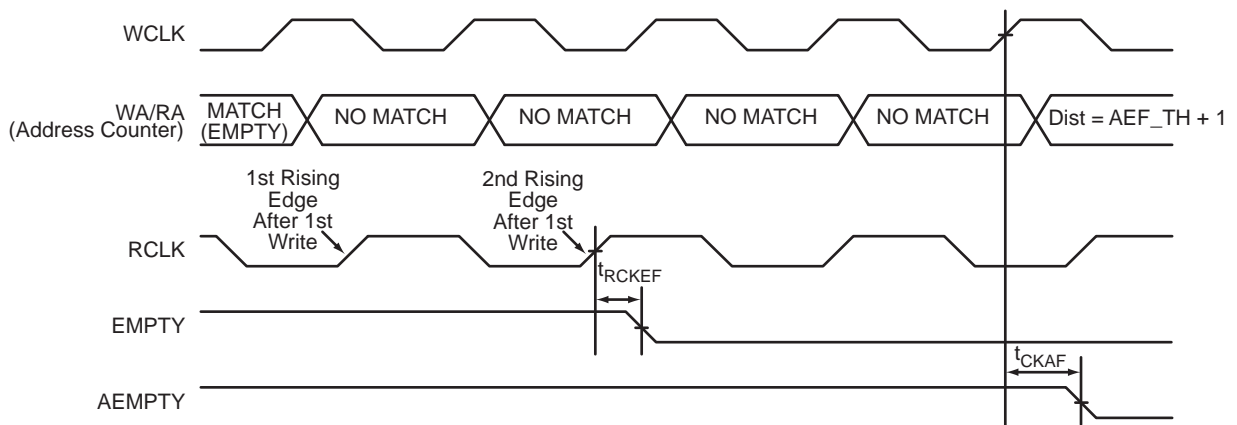 WCLK
WA/RA
(Address Counter)
MATCH
(EMPTY)
NO MATCH
NO MATCH
NO MATCH
NO MATCH
Dist = AEF_TH + 1
1st Rising
Edge
After 1st
Write
2nd Rising
Edge
After 1st
Write
RCLK
tRCKEF
EMPTY
tCKAF
AEMPTY